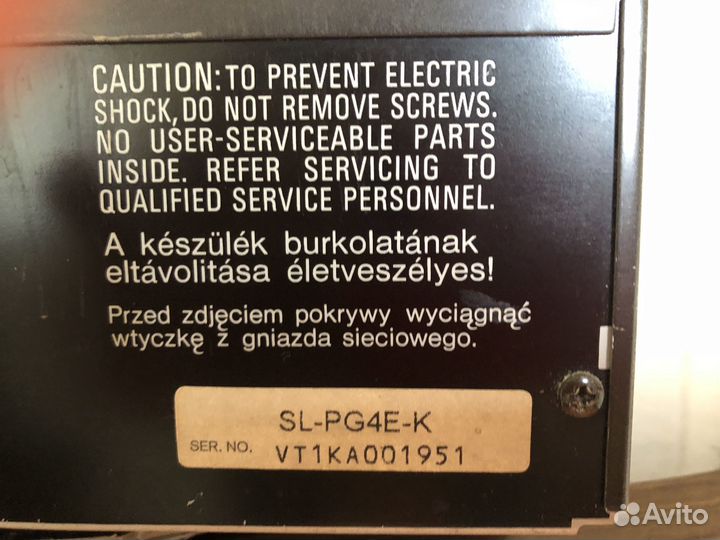 CAUTION: TO PREVENT ELECTRIC
SHOCK, DO NOT REMOVE SCREWS.
NO USER-SERVICEABLE PARTS
INSIDE. REFER SERVICING TO
QUALIFIED SERVICE PERSONNEL.
A készülék burkolatának
eltávolitása életveszélyes!
Przed zdjęciem pokrywy wyciągnąć
wtyczkę ż gniazda sieciowego.
SL-PG4E-K
SER. NO. VT1KA001951
Avito